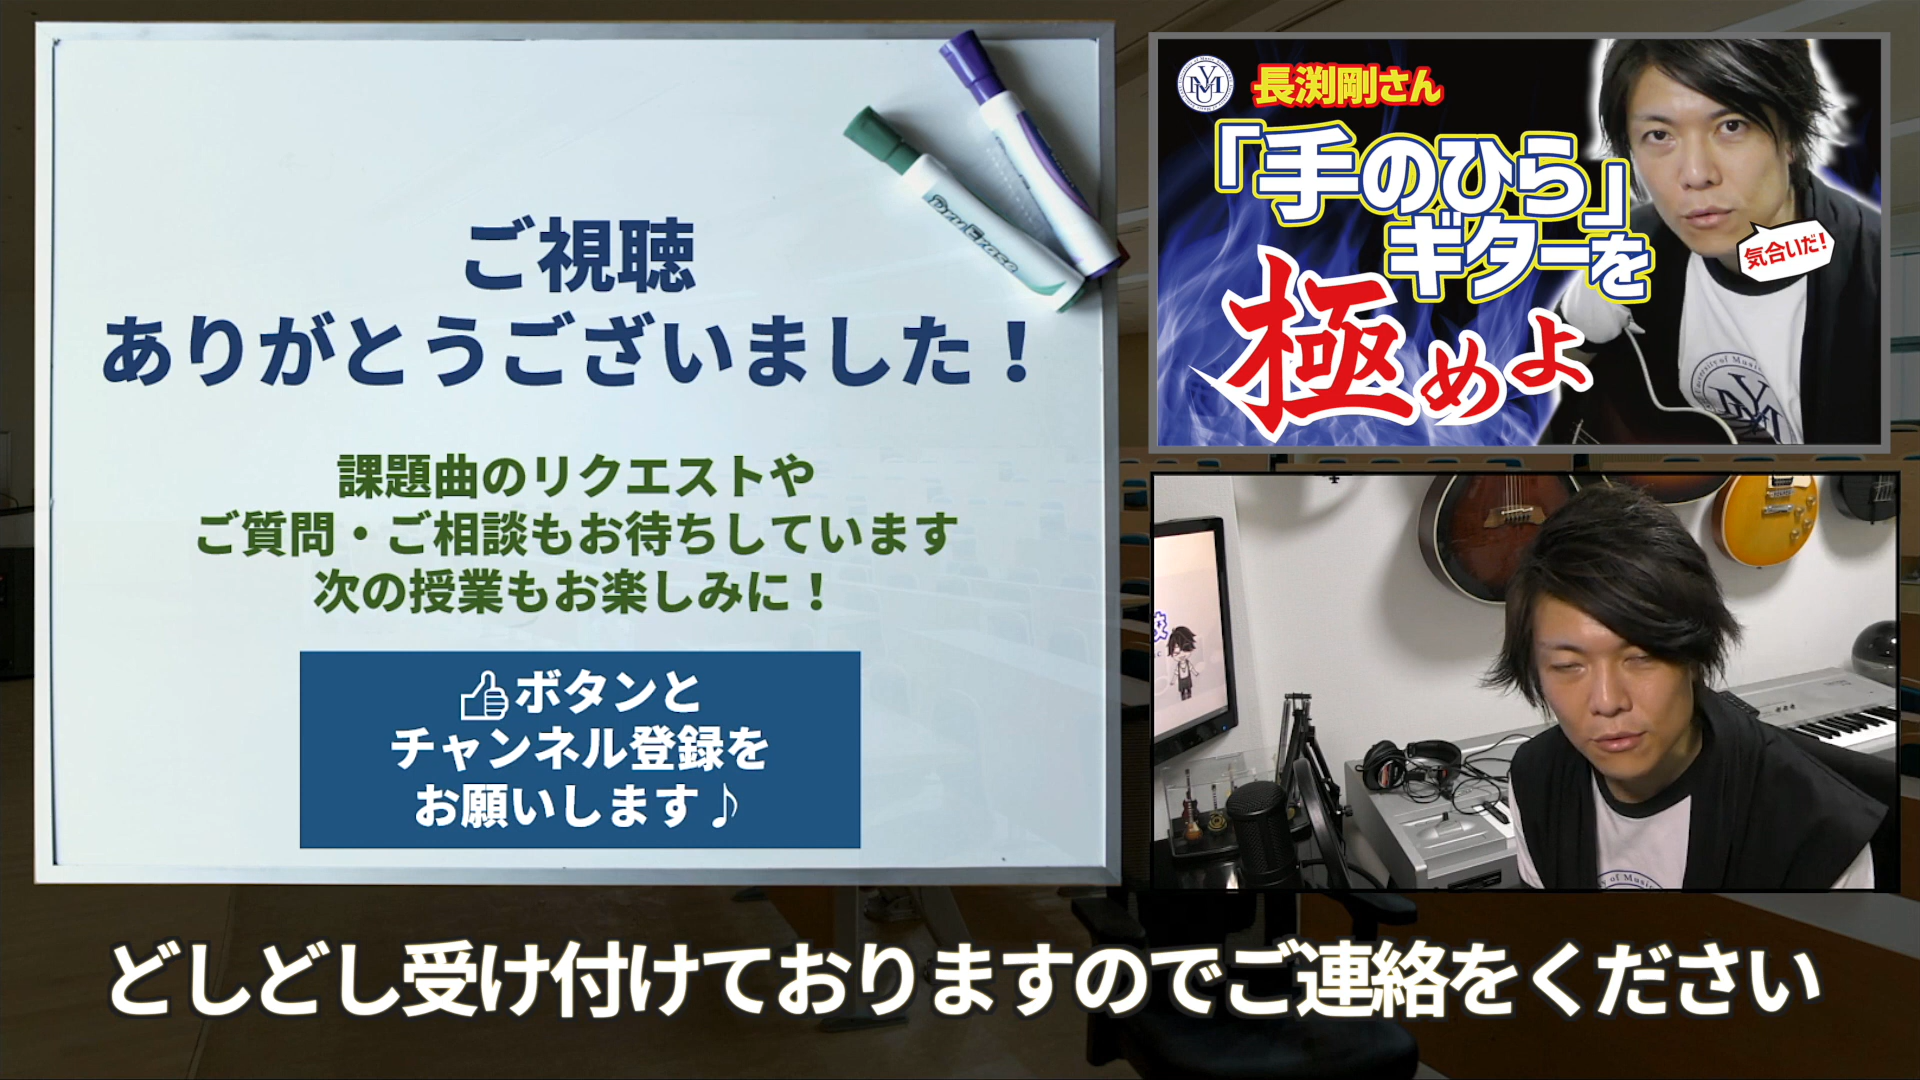 ご視聴
ありがとうございました！
課題曲のリクエストや
ご質問・ご相談もお待ちしています
次の授業もお楽しみに！
ボタンと
チャンネル登録を
お願いします♪
DryErase
長渕剛さん
「手のひら」
ギターを
極めよ
気合いだ！
University of Music
YMU
どしどし受け付けておりますのでご連絡をください